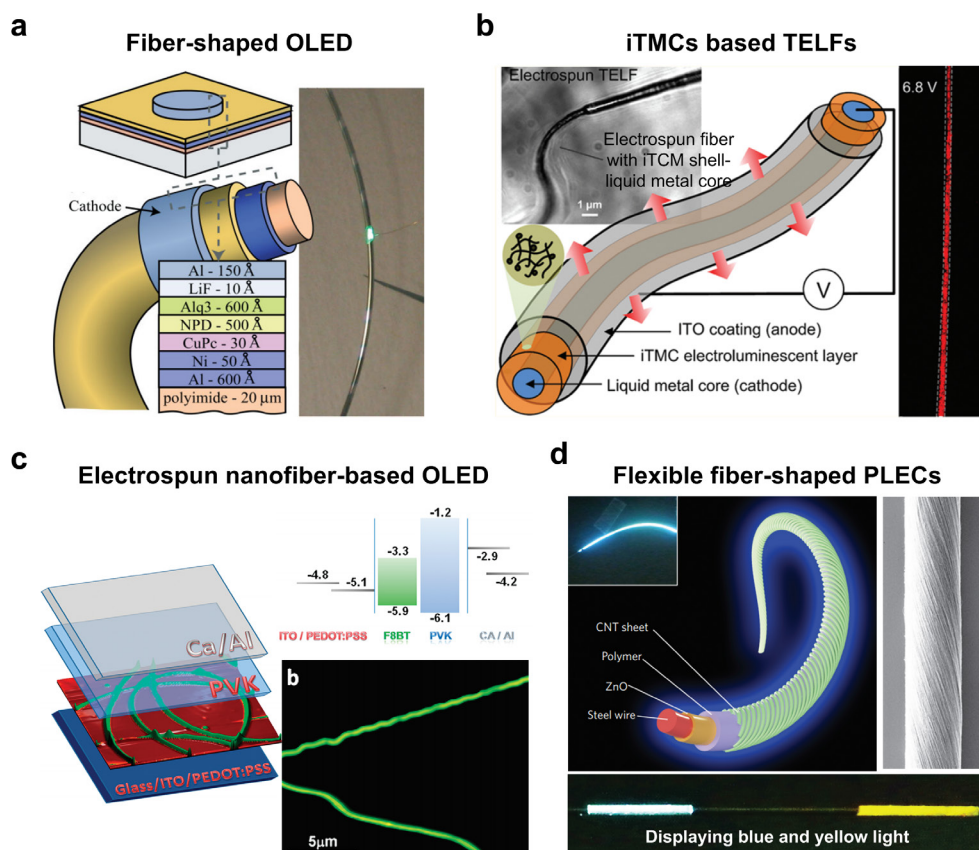 a
Fiber-shaped OLED
Cathode
Al - 150 Å
LiF - 10 Å
Alq3 - 600 Å
NPD - 500 Å
CuPc - 30 Å
Ni - 50 Å
Al - 600 Å
polyimide - 20 µm
b
iTMCs based TELFs
Electrospun TELF
Electrospun fiber
with iTCM shell-
liquid metal core
1 µm
6.8 V
V
ITO coating (anode)
iTMC electroluminescent layer
Liquid metal core (cathode)
c
Electrospun nanofiber-based OLED
Ca/Al
PVK
Glass/ITO/PEDOT:PSS
-1.2
-3.3
-2.9
-4.8
-5.1
-4.2
-5.9
-6.1
ITO / PEDOT:PSS F8BT PVK CA / Al
b
5µm
d
Flexible fiber-shaped PLECs
CNT sheet
Polymer
ZnO
Steel wire
Displaying blue and yellow light